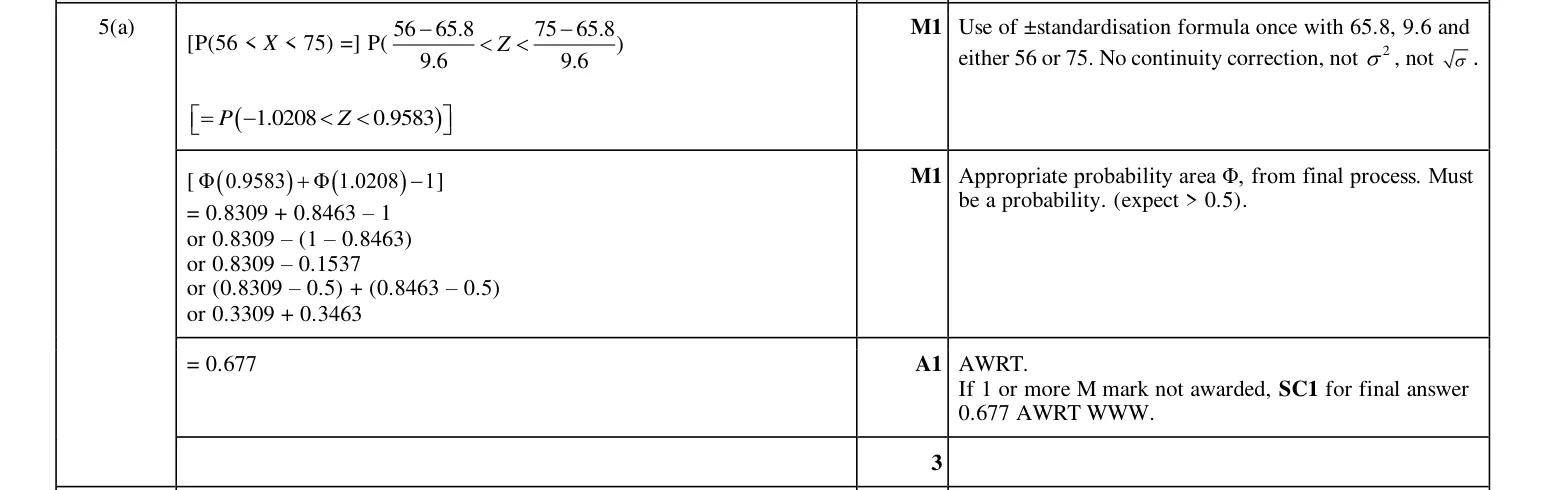 5(a)
[P(56 < X < 75) =] P( (56 − 65.8)/9.6 < Z < (75 − 65.8)/9.6 )
M1
Use of ±standardisation formula once with 65.8, 9.6 and
either 56 or 75. No continuity correction, not σ², not √σ .
[= P(−1.0208 < Z < 0.9583)]
[ Φ(0.9583) + Φ(1.0208) − 1]
= 0.8309 + 0.8463 – 1
or 0.8309 – (1 – 0.8463)
or 0.8309 – 0.1537
or (0.8309 – 0.5) + (0.8463 – 0.5)
or 0.3309 + 0.3463
M1
Appropriate probability area Φ, from final process. Must
be a probability. (expect > 0.5).
= 0.677
A1
AWRT.
If 1 or more M mark not awarded, SC1 for final answer
0.677 AWRT WWW.
3